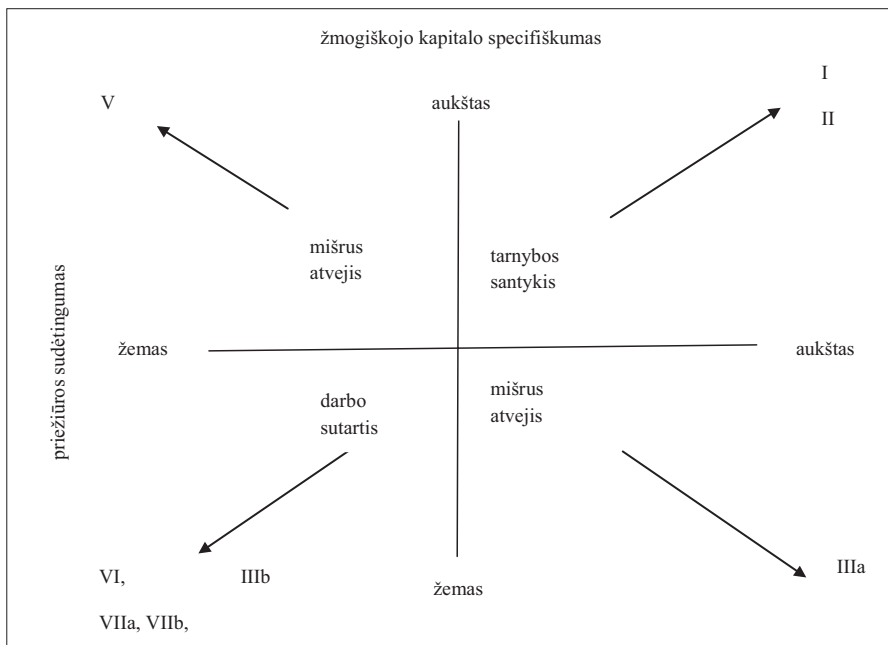 žmogiškojo kapitalo specifiškumas
I
V
aukštas
II
mišrus
atvejis
tarnybos
santykis
priežiūros sudėtingumas
žemas
aukštas
darbo
sutartis
mišrus
atvejis
VI,
IIIb
IIIa
žemas
VIIa, VIIb,